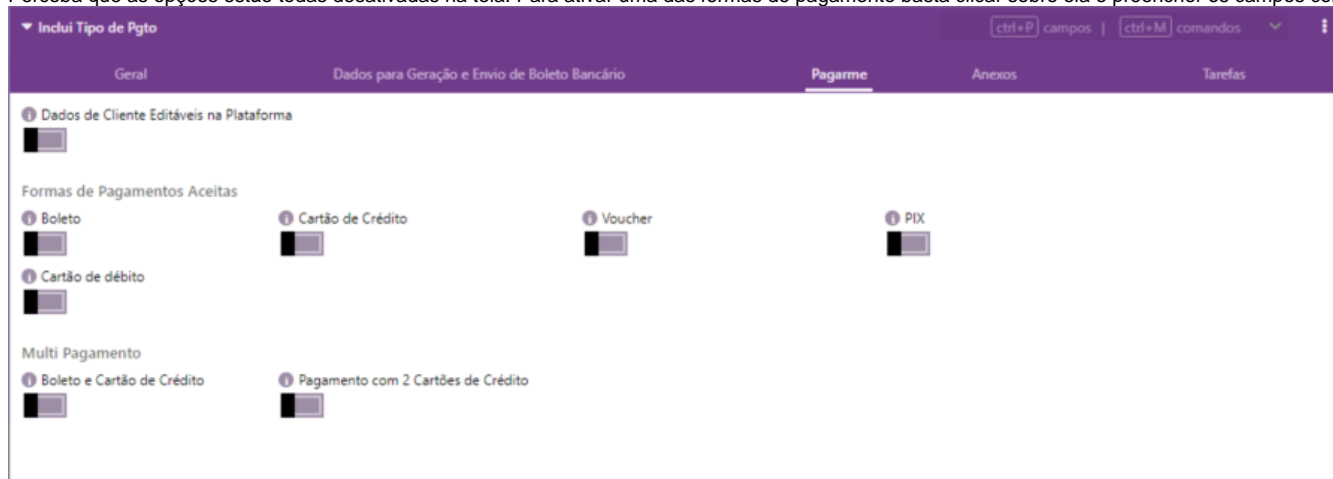 Perceba que as opções estão todas desativadas na tela. Para ativar uma das formas de pagamento basta clicar sobre ela e preencher os campos
Inclui Tipo de Pgto ctrl+P campos | ctrl+M comandos
Geral Dados para Geração e Envio de Boleto Bancário Pagarme Anexos Tarefas
Dados de Cliente Editáveis na Plataforma
Formas de Pagamentos Aceitas
Boleto Cartão de Crédito Voucher PIX
Cartão de débito
Multi Pagamento
Boleto e Cartão de Crédito Pagamento com 2 Cartões de Crédito